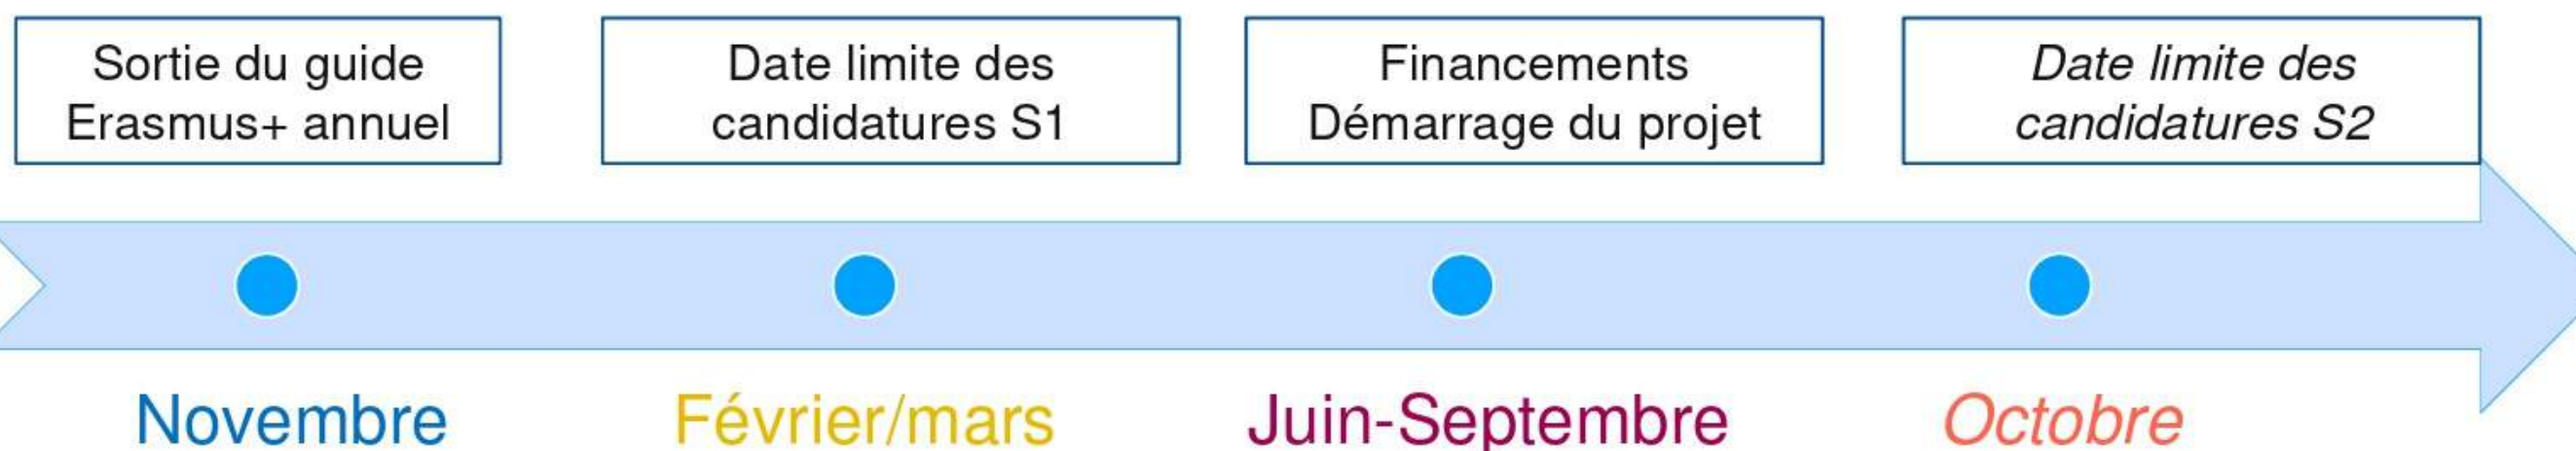 Sortie du guide
Erasmus+ annuel
Date limite des
candidatures S1
Financements
Démarrage du projet
Date limite des
candidatures S2
Novembre
Février/mars
Juin-Septembre
Octobre